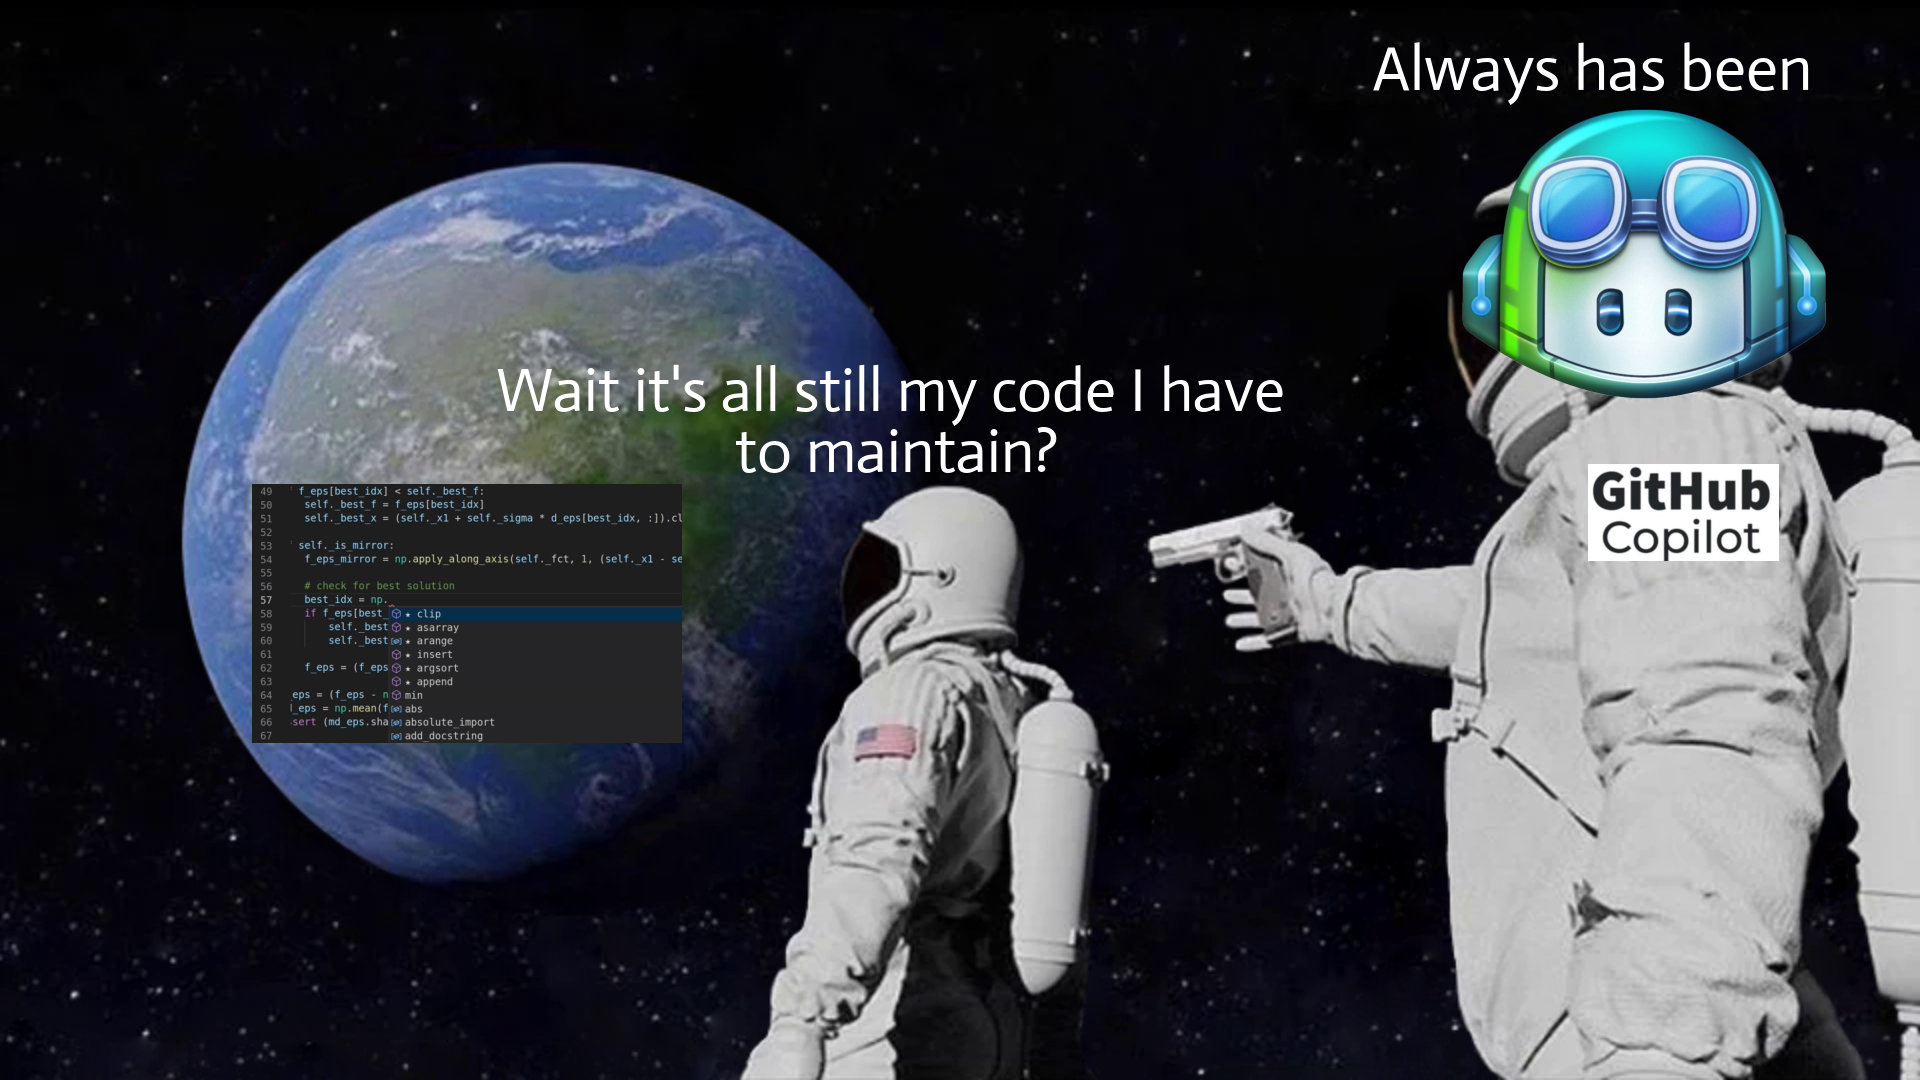 Always has been
Wait it's all still my code I have
to maintain?
GitHub
Copilot
49 f_eps[best_idx] < self._best_f:
50 self._best_f = f_eps[best_idx]
51 self._best_x = (self._x1 + self._sigma * d_eps[best_idx, :]).cl
52
53 self._is_mirror:
54 f_eps_mirror = np.apply_along_axis(self._fct, 1, (self._x1 - se
55
56 # check for best solution
57 best_idx = np.
58 if f_eps[best_ ★ clip
59 self._best ★ asarray
60 self._best ★ arange
61 ★ insert
62 f_eps = (f_eps ★ argsort
63 ★ append
64 eps = (f_eps - n min
65 _eps = np.mean(f abs
66 sert (md_eps.sha absolute_import
67 add_docstring